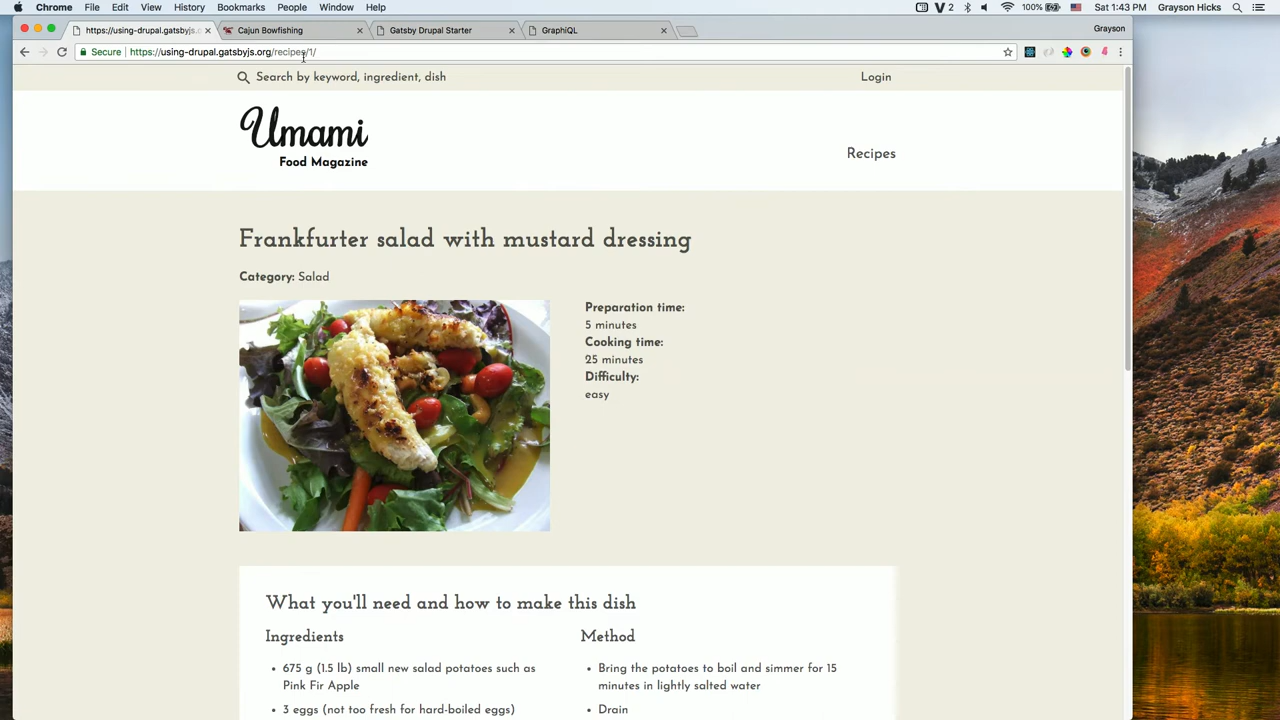 Chrome File Edit View History Bookmarks People Window Help 2 100% Sat 1:43 PM Grayson Hicks
https://using-drupal.gatsbyjs. Cajun Bowfishing Gatsby Drupal Starter GraphiQL Grayson
Secure https://using-drupal.gatsbyjs.org/recipes/1/
Search by keyword, ingredient, dish Login
Umami
Food Magazine
Recipes
Frankfurter salad with mustard dressing
Category: Salad
Preparation time:
5 minutes
Cooking time:
25 minutes
Difficulty:
easy
What you'll need and how to make this dish
Ingredients
• 675 g (1.5 lb) small new salad potatoes such as
Pink Fir Apple
• 3 eggs (not too fresh for hard-boiled eggs)
Method
• Bring the potatoes to boil and simmer for 15
minutes in lightly salted water
• Drain